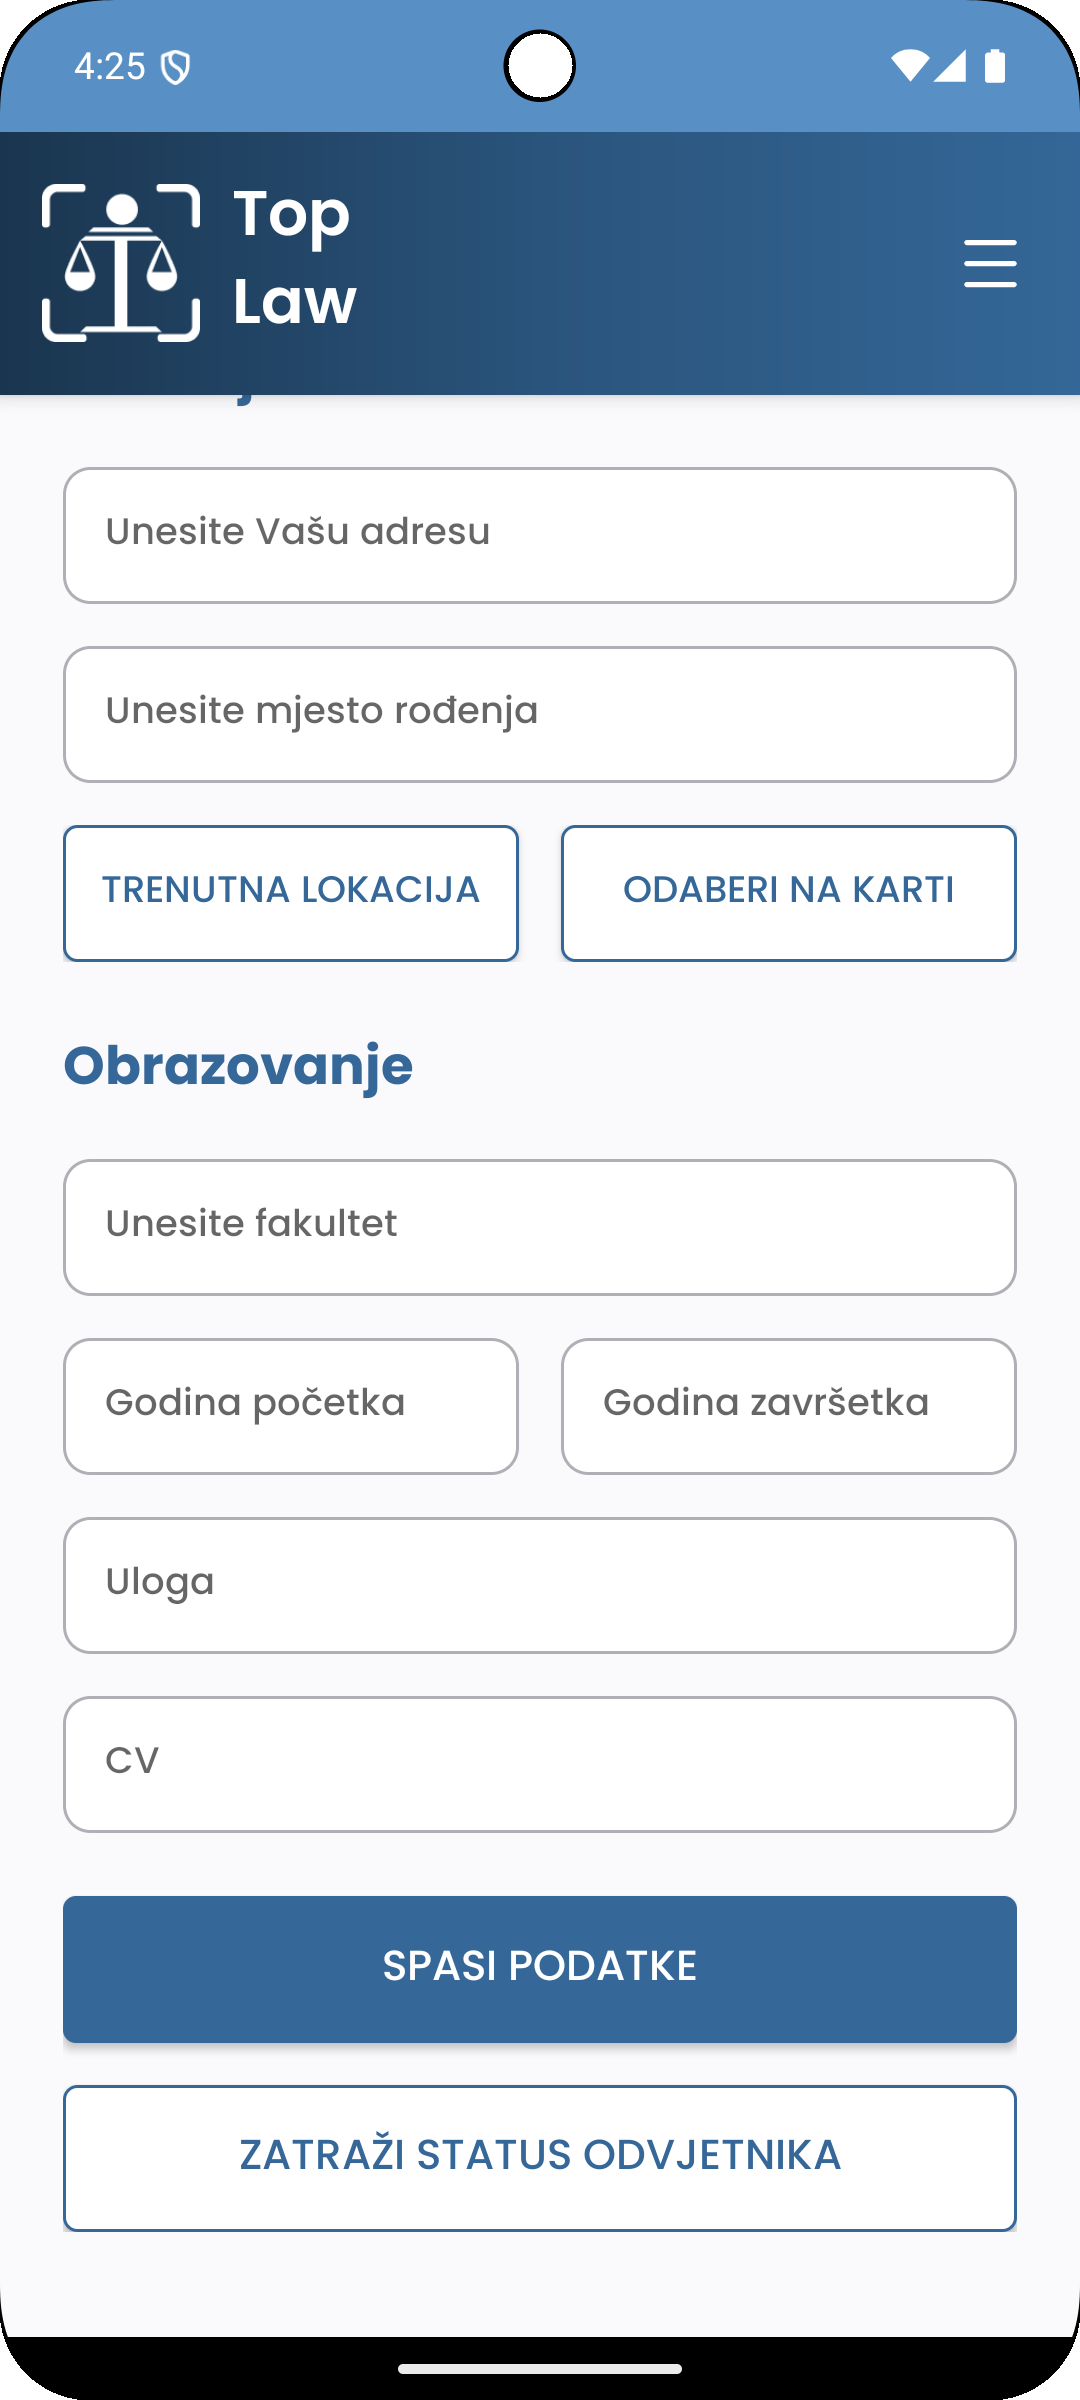 4:25
Top
Law
Unesite Vašu adresu
Unesite mjesto rođenja
TRENUTNA LOKACIJA
ODABERI NA KARTI
Obrazovanje
Unesite fakultet
Godina početka
Godina završetka
Uloga
CV
SPASI PODATKE
ZATRAŽI STATUS ODVJETNIKA